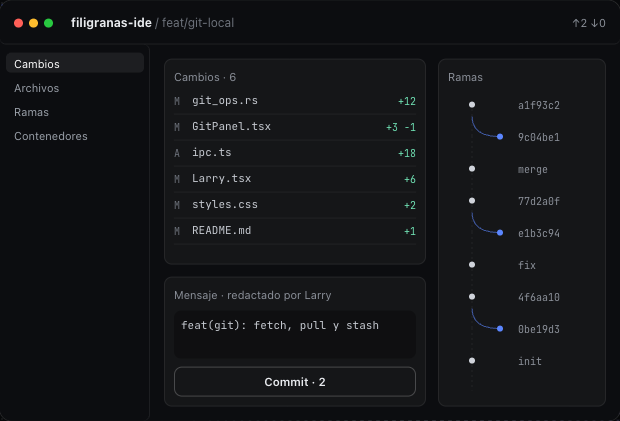 filigranas-ide / feat/git-local
↑2 ↓0
Cambios
Archivos
Ramas
Contenedores
Cambios · 6
M git_ops.rs +12
M GitPanel.tsx +3 -1
A ipc.ts +18
M Larry.tsx +6
M styles.css +2
M README.md +1
Mensaje · redactado por Larry
feat(git): fetch, pull y stash
Commit · 2
Ramas
a1f93c2
9c04be1
merge
77d2a0f
e1b3c94
fix
4f6aa10
0be19d3
init